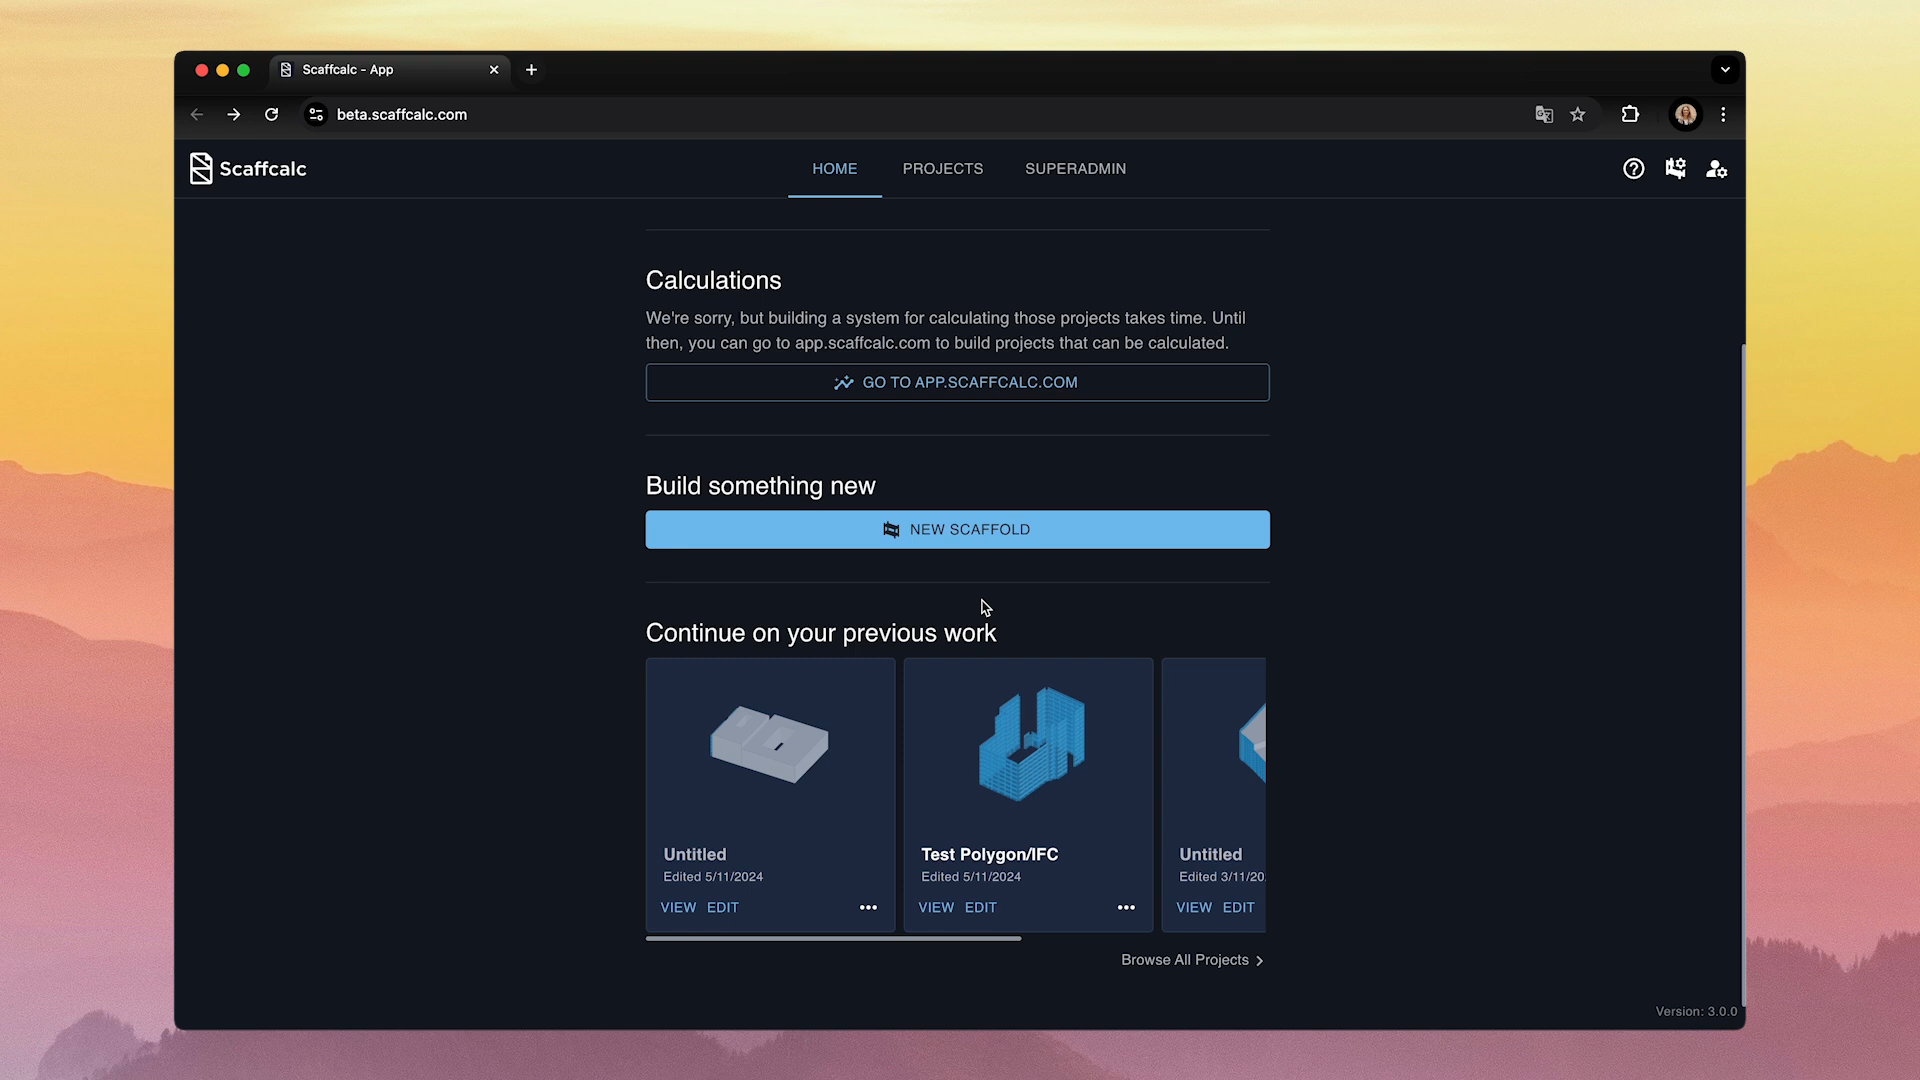 Scaffcalc - App
beta.scaffcalc.com
Scaffcalc
HOME
PROJECTS
SUPERADMIN
Calculations
We're sorry, but building a system for calculating those projects takes time. Until
then, you can go to app.scaffcalc.com to build projects that can be calculated.
GO TO APP.SCAFFCALC.COM
Build something new
NEW SCAFFOLD
Continue on your previous work
Untitled
Edited 5/11/2024
VIEW EDIT
Test Polygon/IFC
Edited 5/11/2024
VIEW EDIT
Untitled
Edited 3/11/20
VIEW EDIT
Browse All Projects
Version: 3.0.0